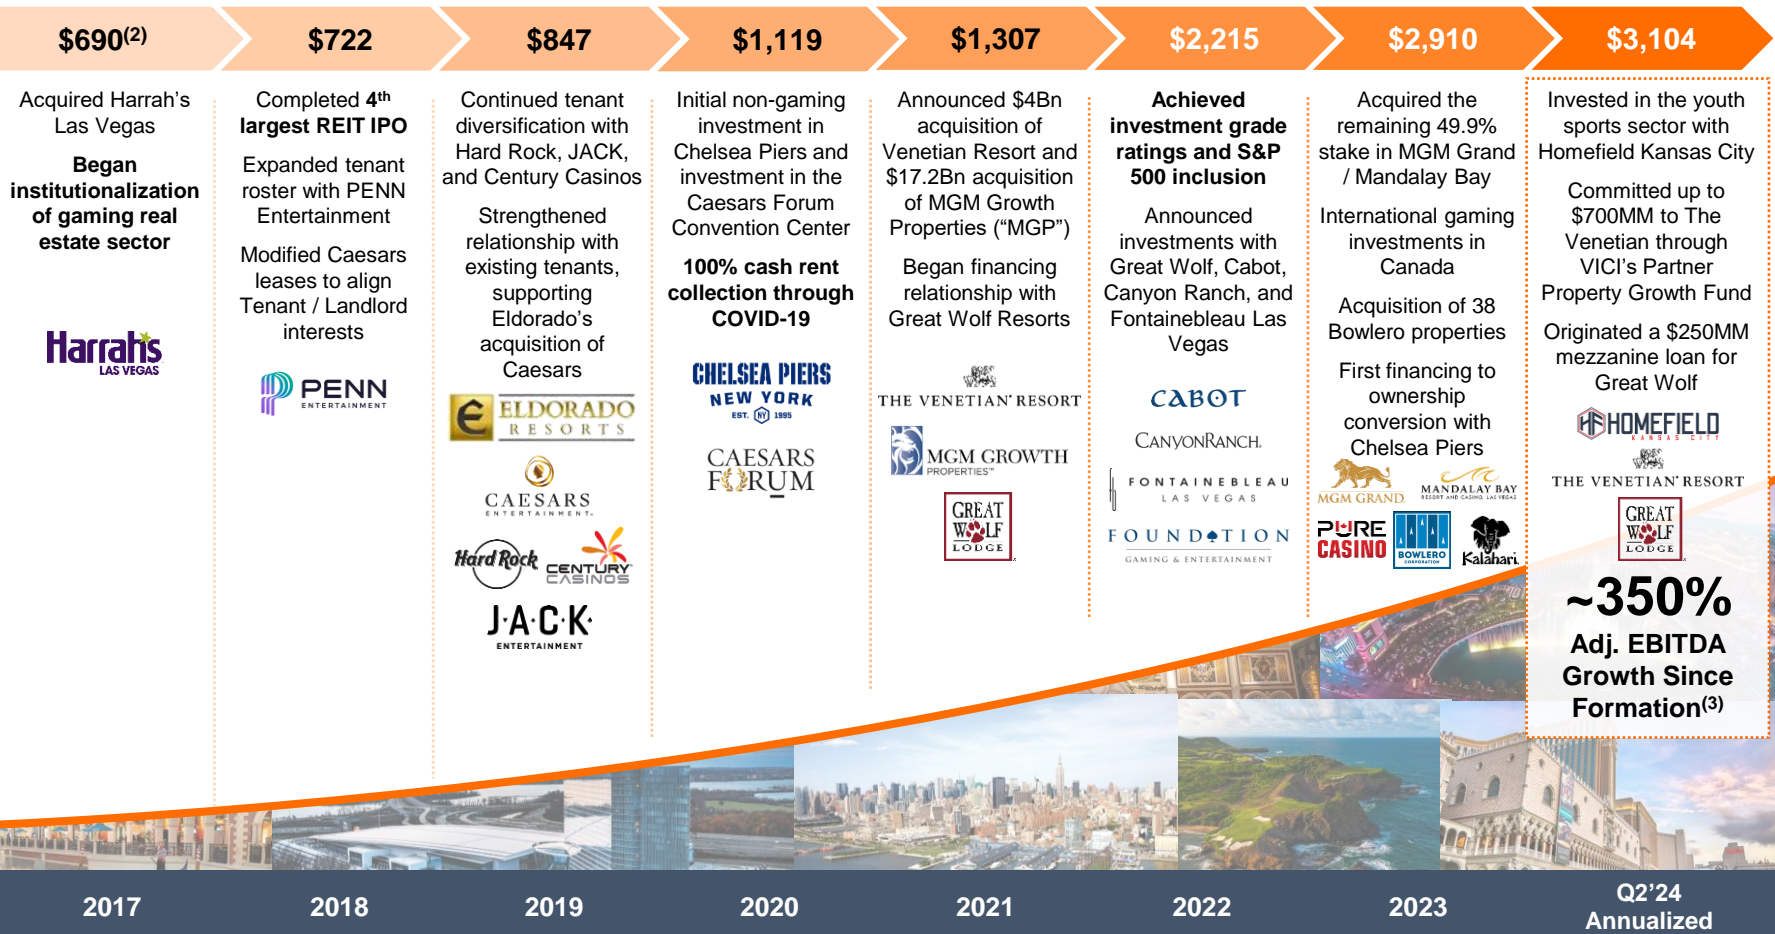 $690(2)
$722
$847
$1,119
$1,307
$2,215
$2,910
$3,104
Acquired Harrah's
Las Vegas
Began
institutionalization
of gaming real
estate sector
Harrah's
LAS VEGAS
Completed 4th
largest REIT IPO
Expanded tenant
roster with PENN
Entertainment
Modified Caesars
leases to align
Tenant / Landlord
interests
PENN
ENTERTAINMENT
Continued tenant
diversification with
Hard Rock, JACK,
and Century Casinos
Strengthened
relationship with
existing tenants,
supporting
Eldorado's
acquisition of
Caesars
ELDORADO
RESORTS
CAESARS
ENTERTAINMENT.
Hard Rock
CENTURY
CASINOS
J·A·C·K·
ENTERTAINMENT
Initial non-gaming
investment in
Chelsea Piers and
investment in the
Caesars Forum
Convention Center
100% cash rent
collection through
COVID-19
CHELSEA PIERS
NEW YORK
EST. NY 1995
CAESARS
FORUM
Announced $4Bn
acquisition of
Venetian Resort and
$17.2Bn acquisition
of MGM Growth
Properties ("MGP")
Began financing
relationship with
Great Wolf Resorts
THE VENETIAN® RESORT
MGM GROWTH
PROPERTIES™
GREAT
WOLF
LODGE
Achieved
investment grade
ratings and S&P
500 inclusion
Announced
investments with
Great Wolf, Cabot,
Canyon Ranch, and
Fontainebleau Las
Vegas
CABOT
CANYONRANCH.
FONTAINEBLEAU
LAS VEGAS
FOUNDATION
GAMING & ENTERTAINMENT
Acquired the
remaining 49.9%
stake in MGM Grand
/ Mandalay Bay
International gaming
investments in
Canada
Acquisition of 38
Bowlero properties
First financing to
ownership
conversion with
Chelsea Piers
MGM GRAND
MANDALAY BAY
RESORT AND CASINO, LAS VEGAS
PURE
CASINO
BOWLERO
CORPORATION
Kalahari
Invested in the youth
sports sector with
Homefield Kansas City
Committed up to
$700MM to The
Venetian through
VICI's Partner
Property Growth Fund
Originated a $250MM
mezzanine loan for
Great Wolf
HF HOMEFIELD
KANSAS CITY
THE VENETIAN® RESORT
GREAT
WOLF
LODGE
~350%
Adj. EBITDA
Growth Since
Formation(3)
2017
2018
2019
2020
2021
2022
2023
Q2'24
Annualized